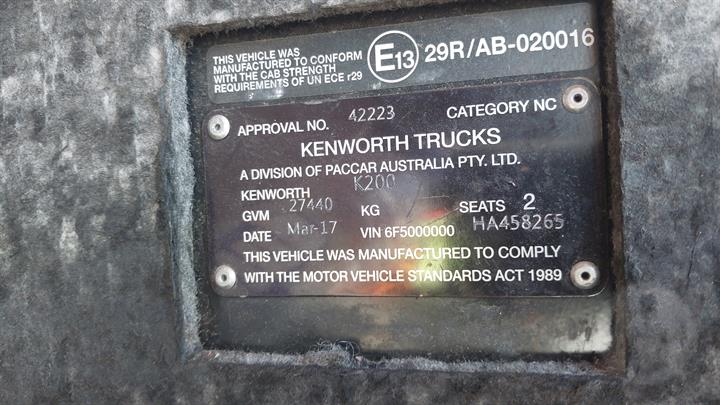 THIS VEHICLE WAS
MANUFACTURED TO CONFORM
WITH THE CAB STRENGTH
REQUIREMENTS OF UN ECE r29
E13 29R/AB-020016
APPROVAL NO. 42223 CATEGORY NC
KENWORTH TRUCKS
A DIVISION OF PACCAR AUSTRALIA PTY. LTD.
KENWORTH K200
GVM 27440 KG SEATS 2
DATE Mar-17 VIN 6F5000000 HA458265
THIS VEHICLE WAS MANUFACTURED TO COMPLY
WITH THE MOTOR VEHICLE STANDARDS ACT 1989